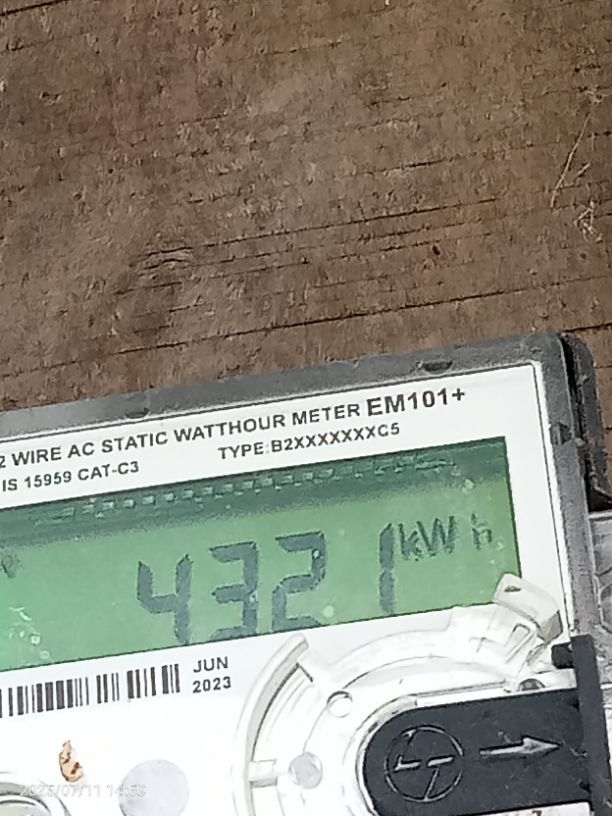 2 WIRE AC STATIC WATTHOUR METER EM101+
IS 15959 CAT-C3
TYPE:B2XXXXXXXC5
4321 kWh
JUN
2023